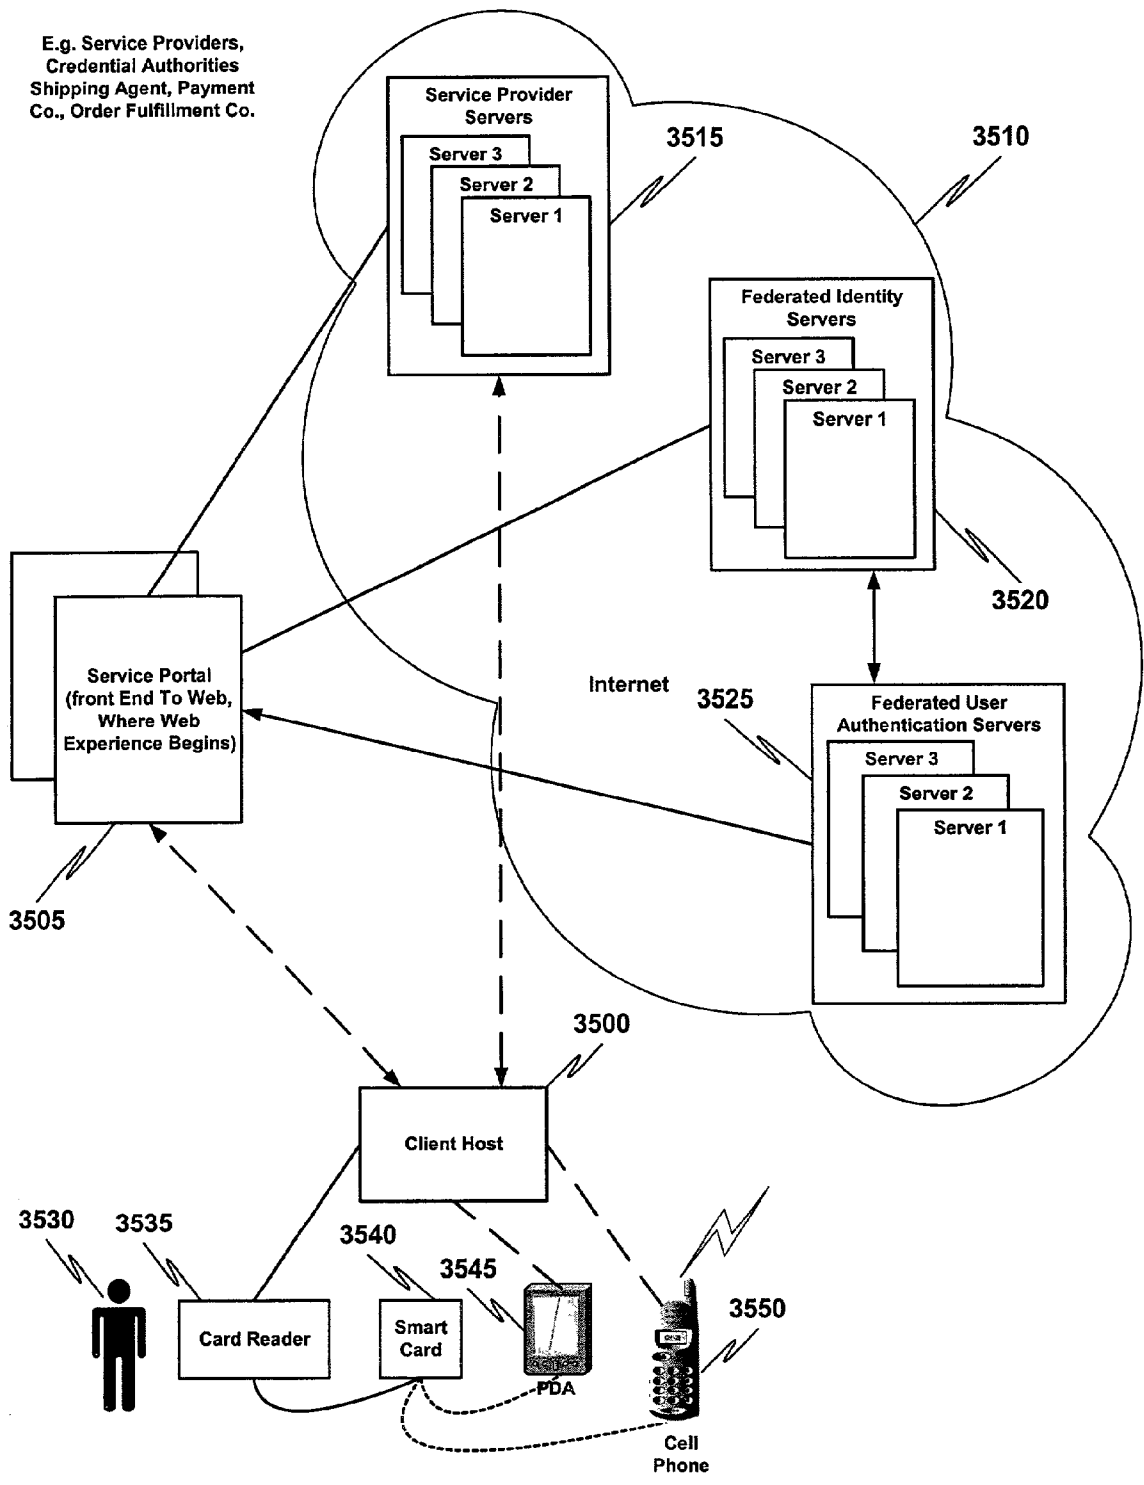 E.g. Service Providers,
Credential Authorities
Shipping Agent, Payment
Co., Order Fulfillment Co.
Service Provider
Servers
Server 3
Server 2
Server 1
3515
3510
Federated Identity
Servers
Server 3
Server 2
Server 1
3520
Service Portal
(front End To Web,
Where Web
Experience Begins)
3505
Internet
3525
Federated User
Authentication Servers
Server 3
Server 2
Server 1
3500
Client Host
3530
3535
3540
3545
3550
Card Reader
Smart
Card
PDA
Cell
Phone